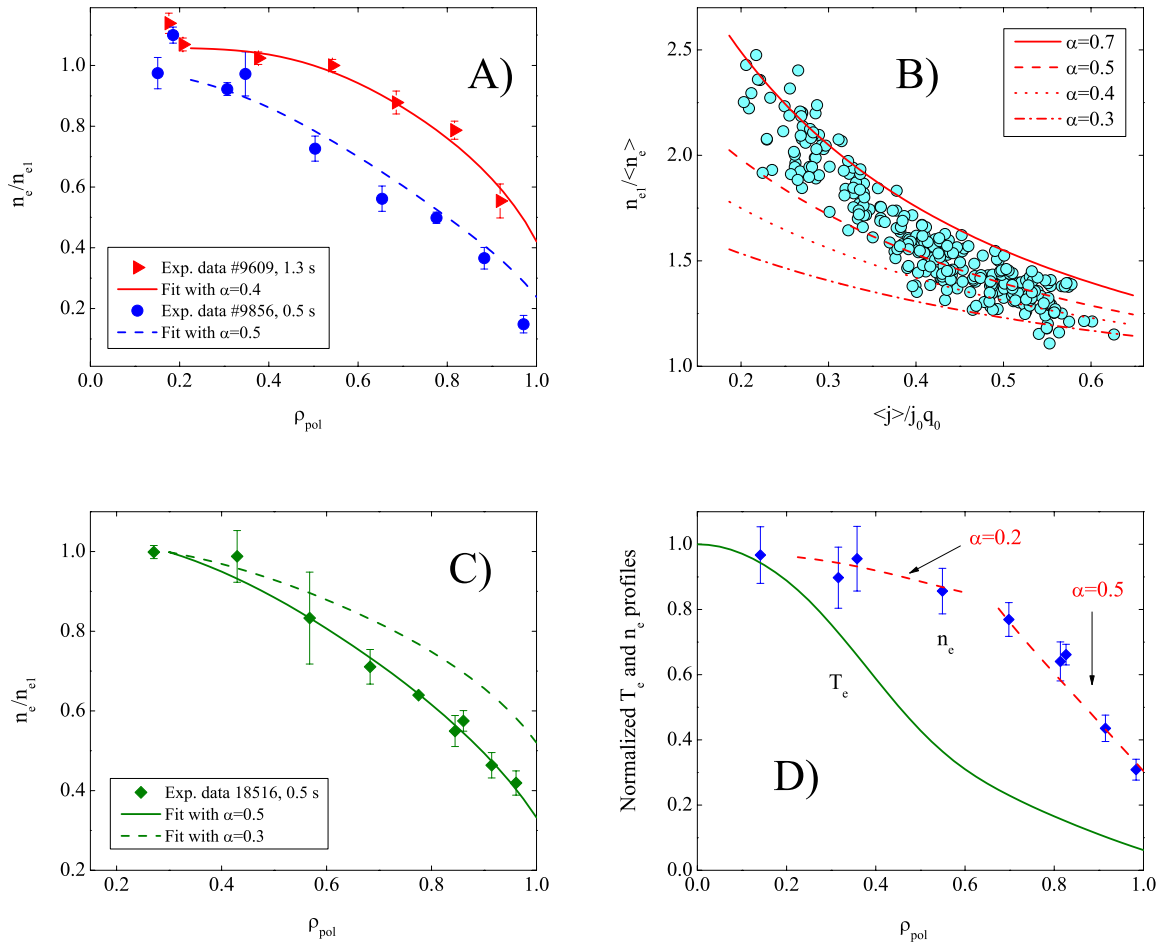 A)
n_e/n_e1
1.0
0.8
0.6
0.4
0.2
Exp. data #9609, 1.3 s
Fit with α=0.4
Exp. data #9856, 0.5 s
Fit with α=0.5
0.0 0.2 0.4 0.6 0.8 1.0
ρ_pol
B)
n_e1/<n_e>
2.5
2.0
1.5
1.0
α=0.7
α=0.5
α=0.4
α=0.3
0.2 0.3 0.4 0.5 0.6
<j>/j_0q_0
C)
n_e/n_e1
1.0
0.8
0.6
0.4
0.2
Exp. data 18516, 0.5 s
Fit with α=0.5
Fit with α=0.3
0.2 0.4 0.6 0.8 1.0
ρ_pol
Normalized T_e and n_e profiles
1.0
0.8
0.6
0.4
0.2
0.0
α=0.2
α=0.5
n_e
T_e
D)
0.0 0.2 0.4 0.6 0.8 1.0
ρ_pol